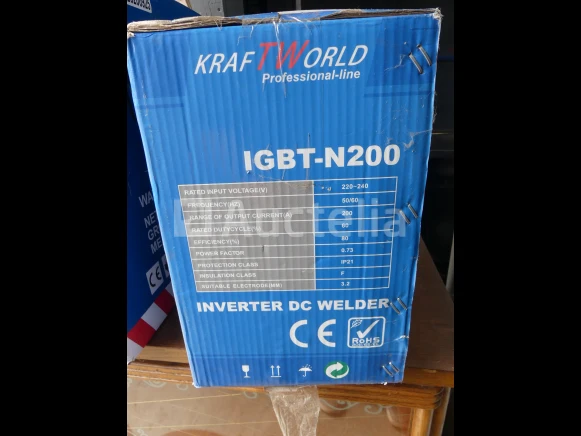 KRAFTWORLD
Professional-line
IGBT-N200
RATED INPUT VOLTAGE(V) 220~240
FREQUENCY(HZ) 50/60
RANGE OF OUTPUT CURRENT(A) 200
RATED DUTYCYCLE(%) 60
EFFICIENCY(%) 80
POWER FACTOR 0.73
PROTECTION CLASS IP21
INSULATION CLASS F
SUITABLE ELECTRODE(MM) 3.2
INVERTER DC WELDER
CE
RoHS
Auctelia